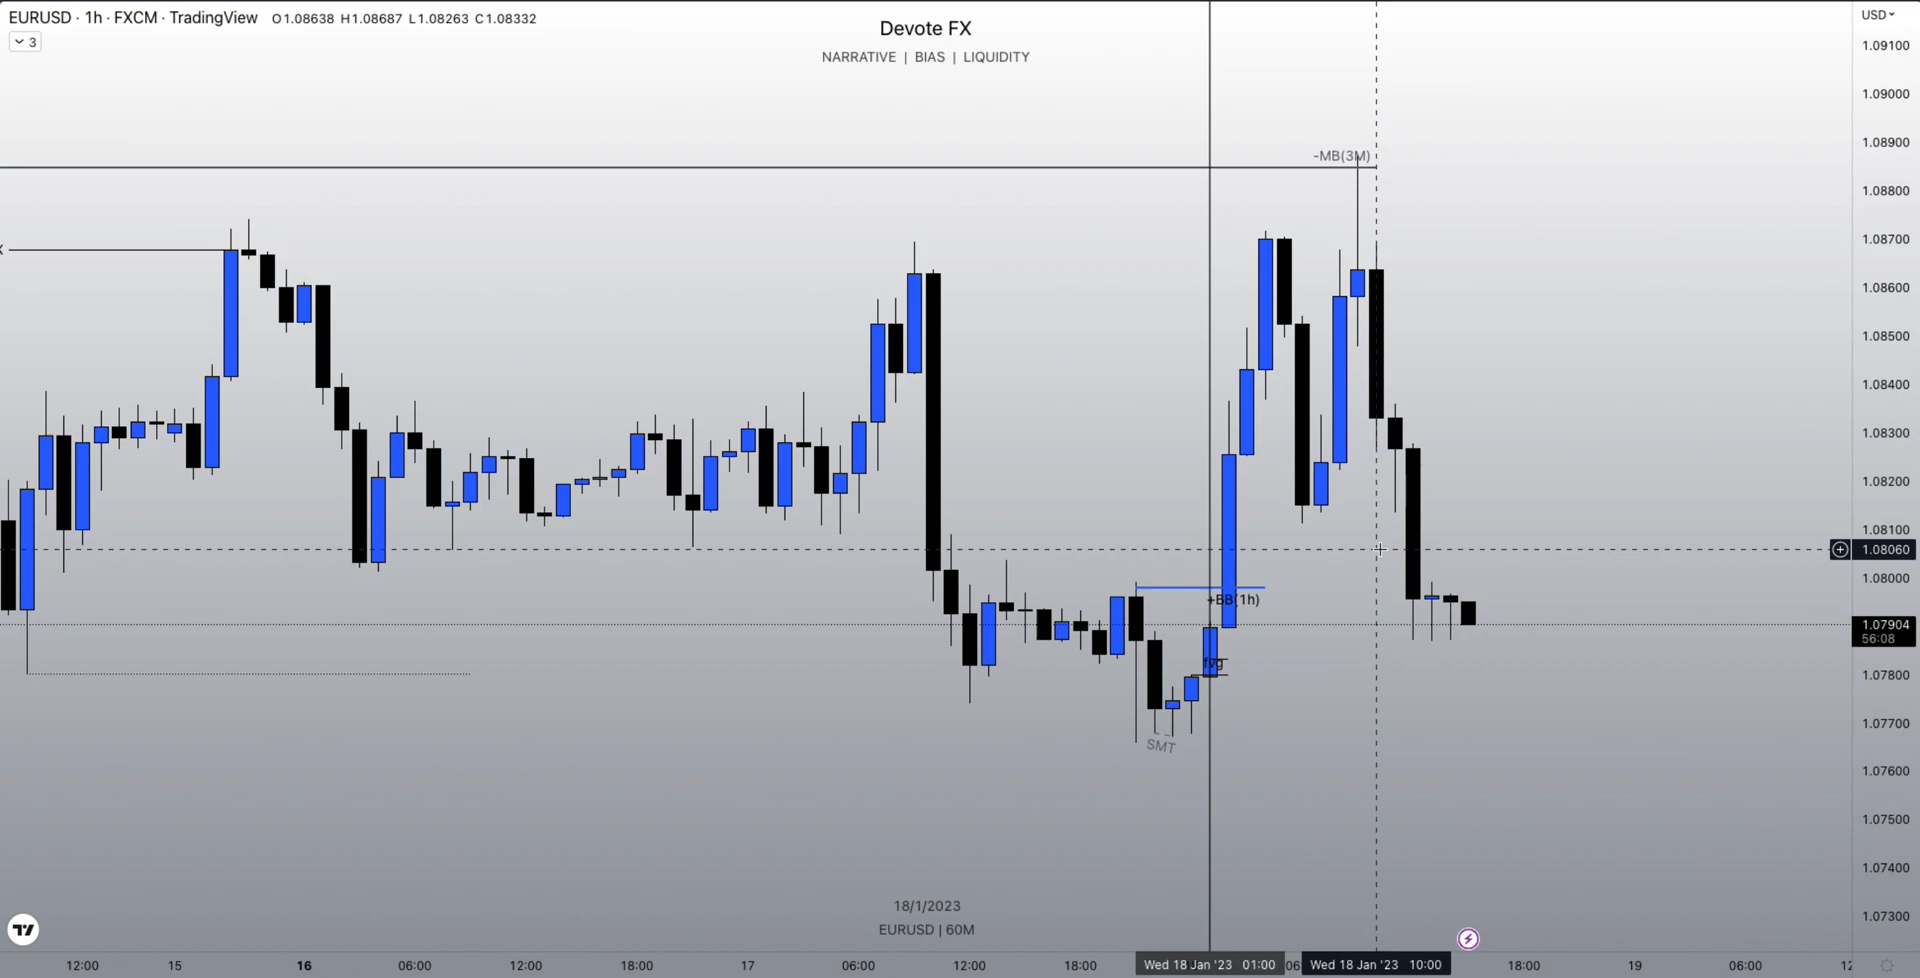 EURUSD · 1h · FXCM · TradingView O1.08638 H1.08687 L1.08263 C1.08332
3
Devote FX
NARRATIVE | BIAS | LIQUIDITY
USD
1.09100
1.09000
1.08900
-MB(3M)
1.08800
1.08700
1.08600
1.08500
1.08400
1.08300
1.08200
1.08100
1.08060
1.08000
+BB(1h)
1.07904
56:08
fvg
1.07800
1.07700
SMT
1.07600
1.07500
1.07400
1.07300
18/1/2023
EURUSD | 60M
12:00 15 16 06:00 12:00 18:00 17 06:00 12:00 18:00 Wed 18 Jan '23 01:00 Wed 18 Jan '23 10:00 18:00 19 06:00